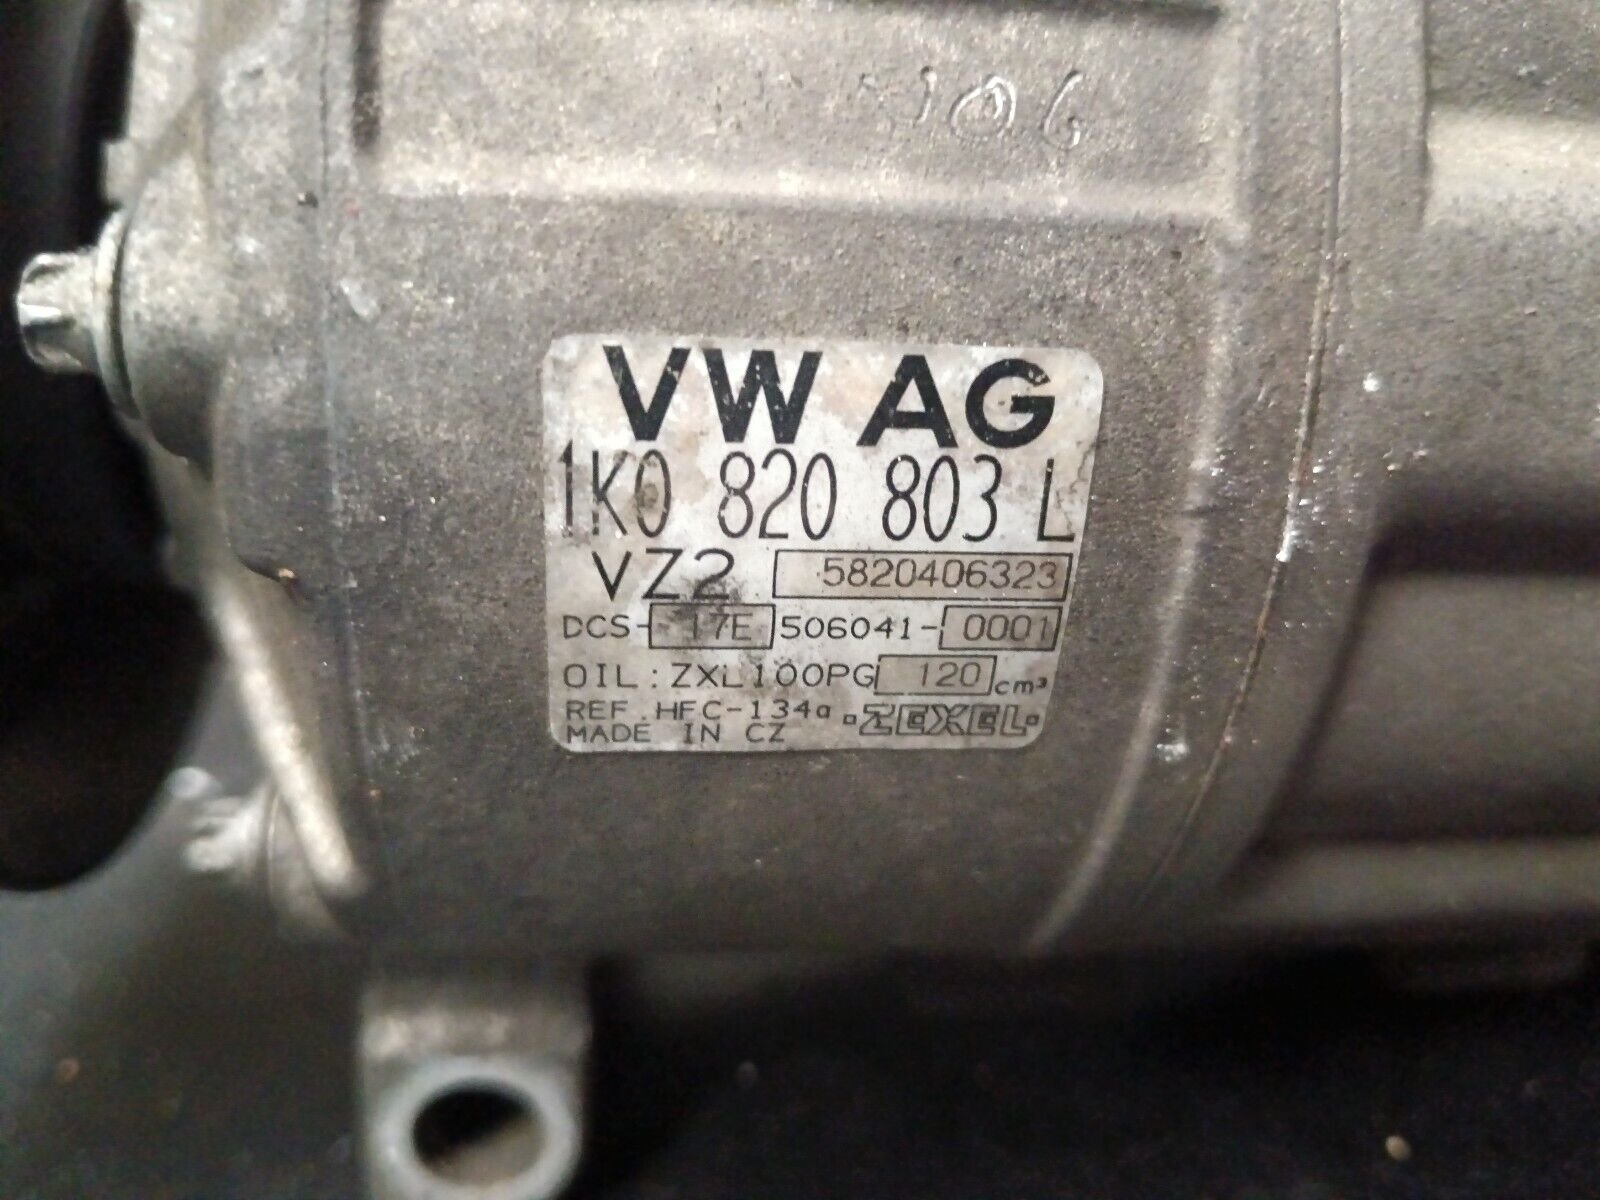 106
VW AG
1K0 820 803 L
VZ2 5820406323
DCS-17E 506041-0001
OIL: ZXL100PG 120 cm³
REF. HFC-134a ZEXEL
MADE IN CZ